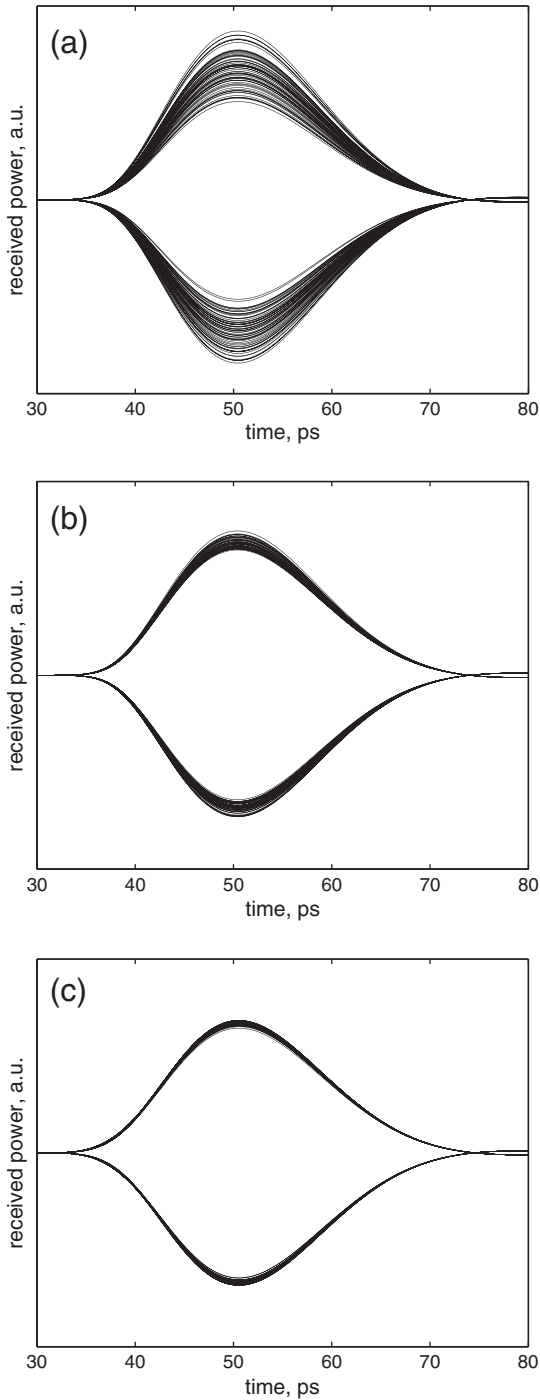 (a)
received power, a.u.
30 40 50 60 70 80
time, ps
(b)
received power, a.u.
30 40 50 60 70 80
time, ps
(c)
received power, a.u.
30 40 50 60 70 80
time, ps